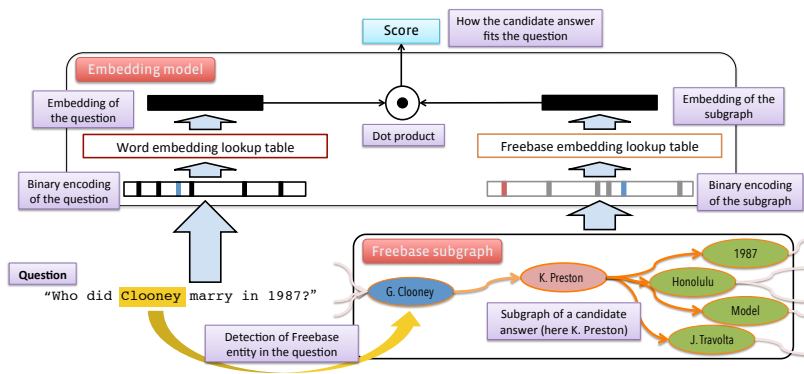 Score
How the candidate answer
fits the question
Embedding model
Embedding of
the question
Embedding of the
subgraph
Dot product
Word embedding lookup table
Freebase embedding lookup table
Binary encoding
of the question
Binary encoding
of the subgraph
Freebase subgraph
Question
“Who did Clooney marry in 1987?”
G. Clooney
K. Preston
1987
Honolulu
Model
J. Travolta
Subgraph of a candidate
answer (here K. Preston)
Detection of Freebase
entity in the question